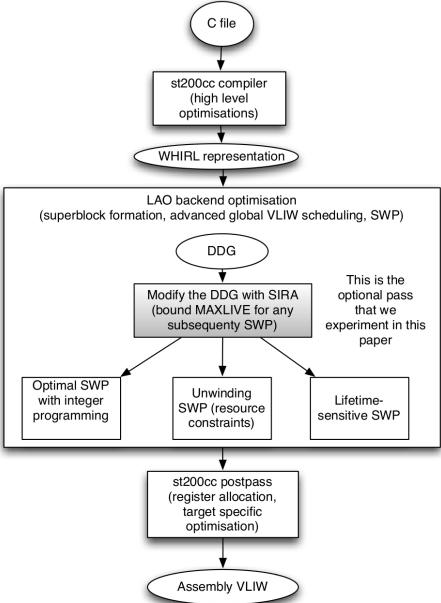 C file
st200cc compiler
(high level
optimisations)
WHIRL representation
LAO backend optimisation
(superblock formation, advanced global VLIW scheduling, SWP)
DDG
Modify the DDG with SIRA
(bound MAXLIVE for any
subsequenty SWP)
This is the
optional pass
that we
experiment in this
paper
Optimal SWP
with integer
programming
Unwinding
SWP (resource
constraints)
Lifetime-
sensitive SWP
st200cc postpass
(register allocation,
target specific
optimisation)
Assembly VLIW